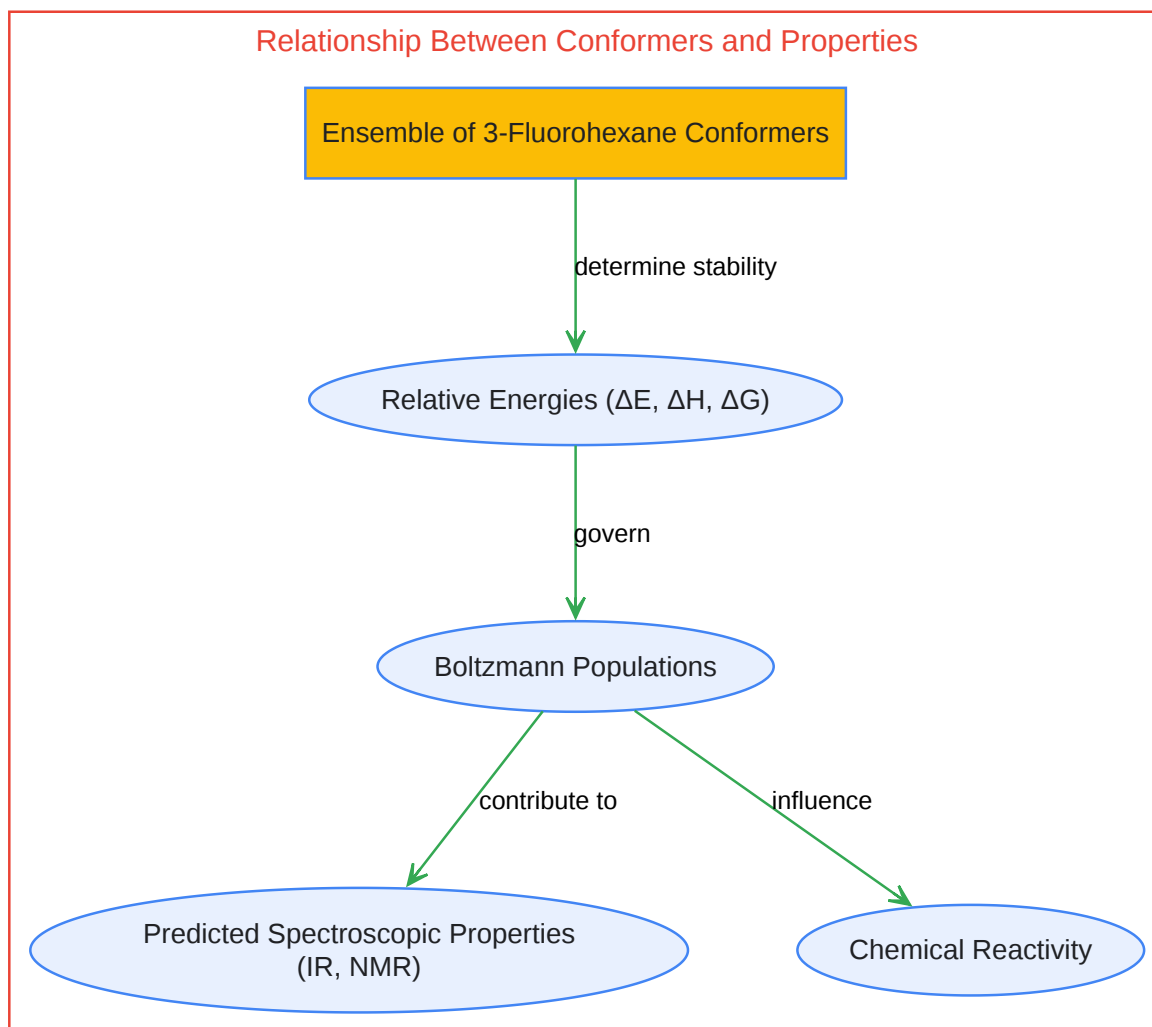 Relationship Between Conformers and Properties
Ensemble of 3-Fluorohexane Conformers
determine stability
Relative Energies (ΔE, ΔH, ΔG)
govern
Boltzmann Populations
contribute to
influence
Predicted Spectroscopic Properties
(IR, NMR)
Chemical Reactivity